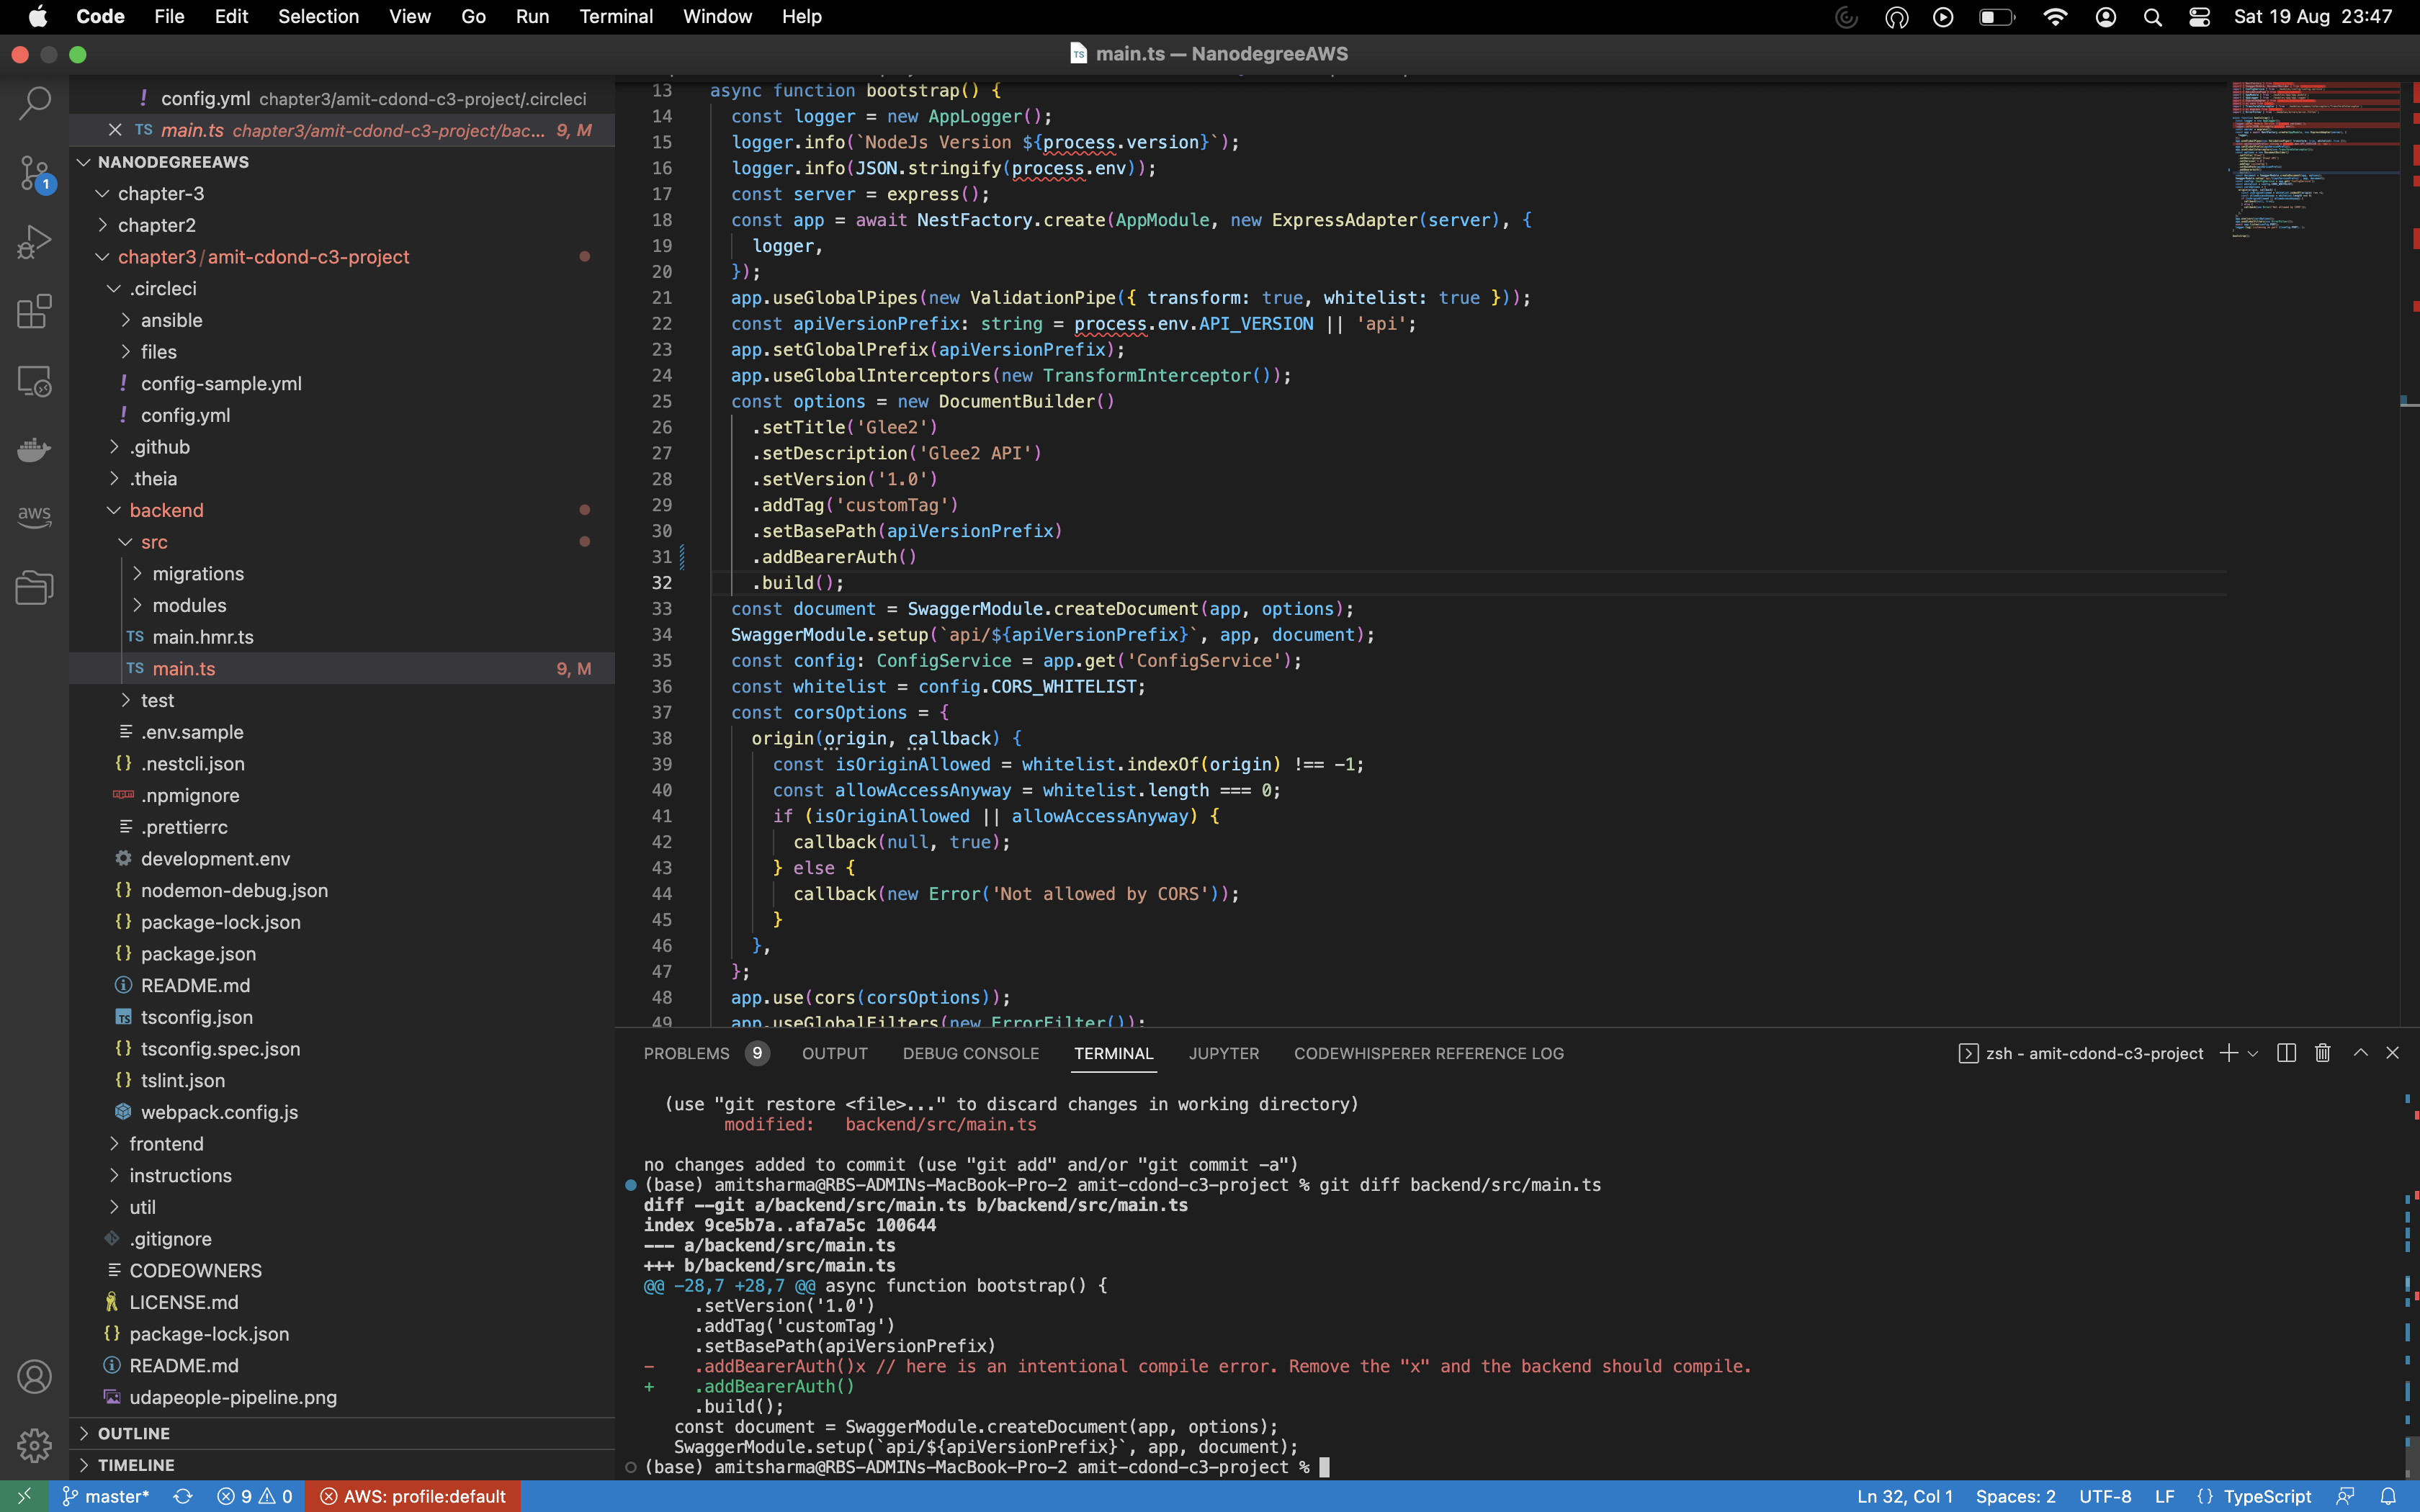 Code File Edit Selection View Go Run Terminal Window Help Sat 19 Aug 23:47
TS main.ts — NanodegreeAWS
! config.yml chapter3/amit-cdond-c3-project/.circleci
TS main.ts chapter3/amit-cdond-c3-project/bac... 9, M
NANODEGREEAWS
chapter-3
chapter2
chapter3/amit-cdond-c3-project
.circleci
ansible
files
! config-sample.yml
! config.yml
.github
.theia
backend
src
migrations
modules
TS main.hmr.ts
TS main.ts 9, M
test
.env.sample
{} .nestcli.json
.npmignore
.prettierrc
development.env
{} nodemon-debug.json
{} package-lock.json
{} package.json
README.md
TS tsconfig.json
{} tsconfig.spec.json
{} tslint.json
webpack.config.js
frontend
instructions
util
.gitignore
CODEOWNERS
LICENSE.md
{} package-lock.json
README.md
udapeople-pipeline.png
OUTLINE
TIMELINE
1
aws
13 async function bootstrap() {
14 const logger = new AppLogger();
15 logger.info(`NodeJs Version ${process.version}`);
16 logger.info(JSON.stringify(process.env));
17 const server = express();
18 const app = await NestFactory.create(AppModule, new ExpressAdapter(server), {
19 logger,
20 });
21 app.useGlobalPipes(new ValidationPipe({ transform: true, whitelist: true }));
22 const apiVersionPrefix: string = process.env.API_VERSION || 'api';
23 app.setGlobalPrefix(apiVersionPrefix);
24 app.useGlobalInterceptors(new TransformInterceptor());
25 const options = new DocumentBuilder()
26 .setTitle('Glee2')
27 .setDescription('Glee2 API')
28 .setVersion('1.0')
29 .addTag('customTag')
30 .setBasePath(apiVersionPrefix)
31 .addBearerAuth()
32 .build();
33 const document = SwaggerModule.createDocument(app, options);
34 SwaggerModule.setup(`api/${apiVersionPrefix}`, app, document);
35 const config: ConfigService = app.get('ConfigService');
36 const whitelist = config.CORS_WHITELIST;
37 const corsOptions = {
38 origin(origin, callback) {
39 const isOriginAllowed = whitelist.indexOf(origin) !== -1;
40 const allowAccessAnyway = whitelist.length === 0;
41 if (isOriginAllowed || allowAccessAnyway) {
42 callback(null, true);
43 } else {
44 callback(new Error('Not allowed by CORS'));
45 }
46 },
47 };
48 app.use(cors(corsOptions));
49 app.useGlobalFilters(new ErrorFilter());
PROBLEMS 9 OUTPUT DEBUG CONSOLE TERMINAL JUPYTER CODEWHISPERER REFERENCE LOG zsh - amit-cdond-c3-project
(use "git restore <file>..." to discard changes in working directory)
modified: backend/src/main.ts
no changes added to commit (use "git add" and/or "git commit -a")
(base) amitsharma@RBS-ADMINs-MacBook-Pro-2 amit-cdond-c3-project % git diff backend/src/main.ts
diff --git a/backend/src/main.ts b/backend/src/main.ts
index 9ce5b7a..afa7a5c 100644
--- a/backend/src/main.ts
+++ b/backend/src/main.ts
@@ -28,7 +28,7 @@ async function bootstrap() {
.setVersion('1.0')
.addTag('customTag')
.setBasePath(apiVersionPrefix)
- .addBearerAuth()x // here is an intentional compile error. Remove the "x" and the backend should compile.
+ .addBearerAuth()
.build();
const document = SwaggerModule.createDocument(app, options);
SwaggerModule.setup(`api/${apiVersionPrefix}`, app, document);
(base) amitsharma@RBS-ADMINs-MacBook-Pro-2 amit-cdond-c3-project %
master* 9 0 AWS: profile:default Ln 32, Col 1 Spaces: 2 UTF-8 LF {} TypeScript